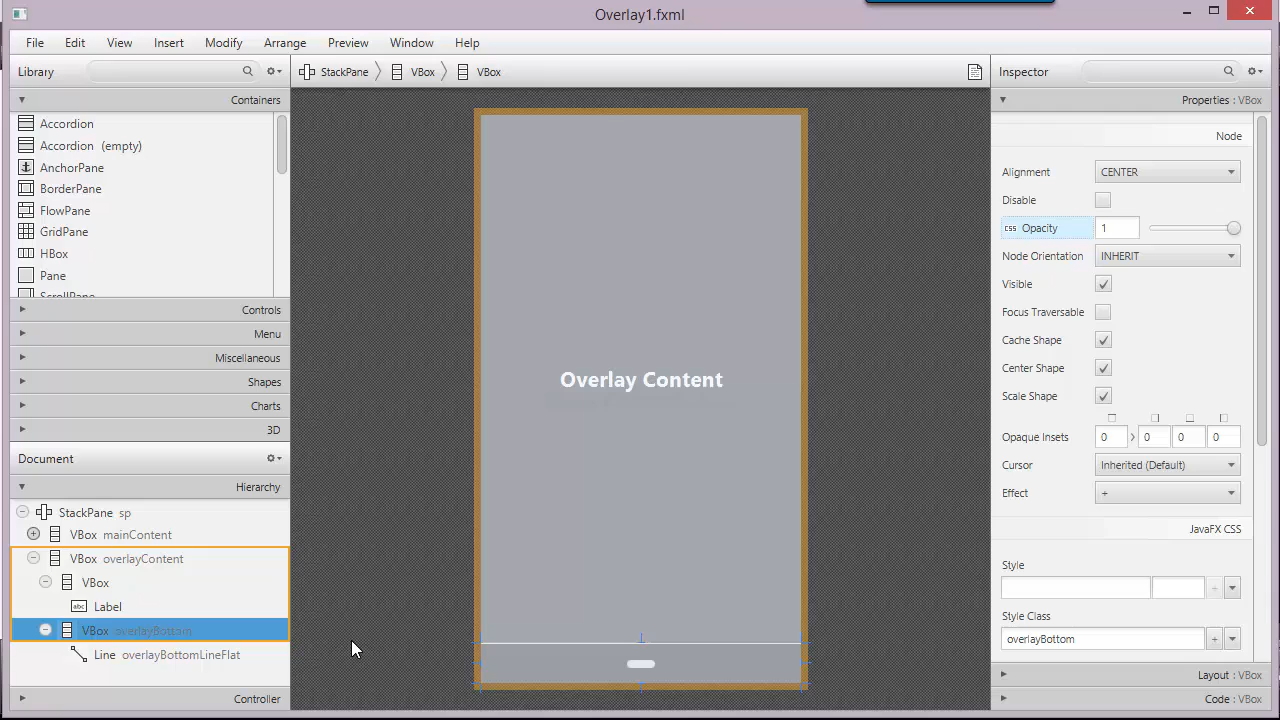 Overlay1.fxml
File Edit View Insert Modify Arrange Preview Window Help
Library
StackPane VBox VBox
Inspector
Containers
Accordion
Accordion (empty)
AnchorPane
BorderPane
FlowPane
GridPane
HBox
Pane
ScrollPane
Controls
Menu
Miscellaneous
Shapes
Charts
3D
Document
Hierarchy
StackPane sp
VBox mainContent
VBox overlayContent
VBox
abc Label
VBox overlayBottom
Line overlayBottomLineFlat
Controller
Overlay Content
Properties : VBox
Node
Alignment CENTER
Disable
css Opacity 1
Node Orientation INHERIT
Visible
Focus Traversable
Cache Shape
Center Shape
Scale Shape
Opaque Insets 0 0 0 0
Cursor Inherited (Default)
Effect +
JavaFX CSS
Style
+
Style Class
overlayBottom +
Layout : VBox
Code : VBox